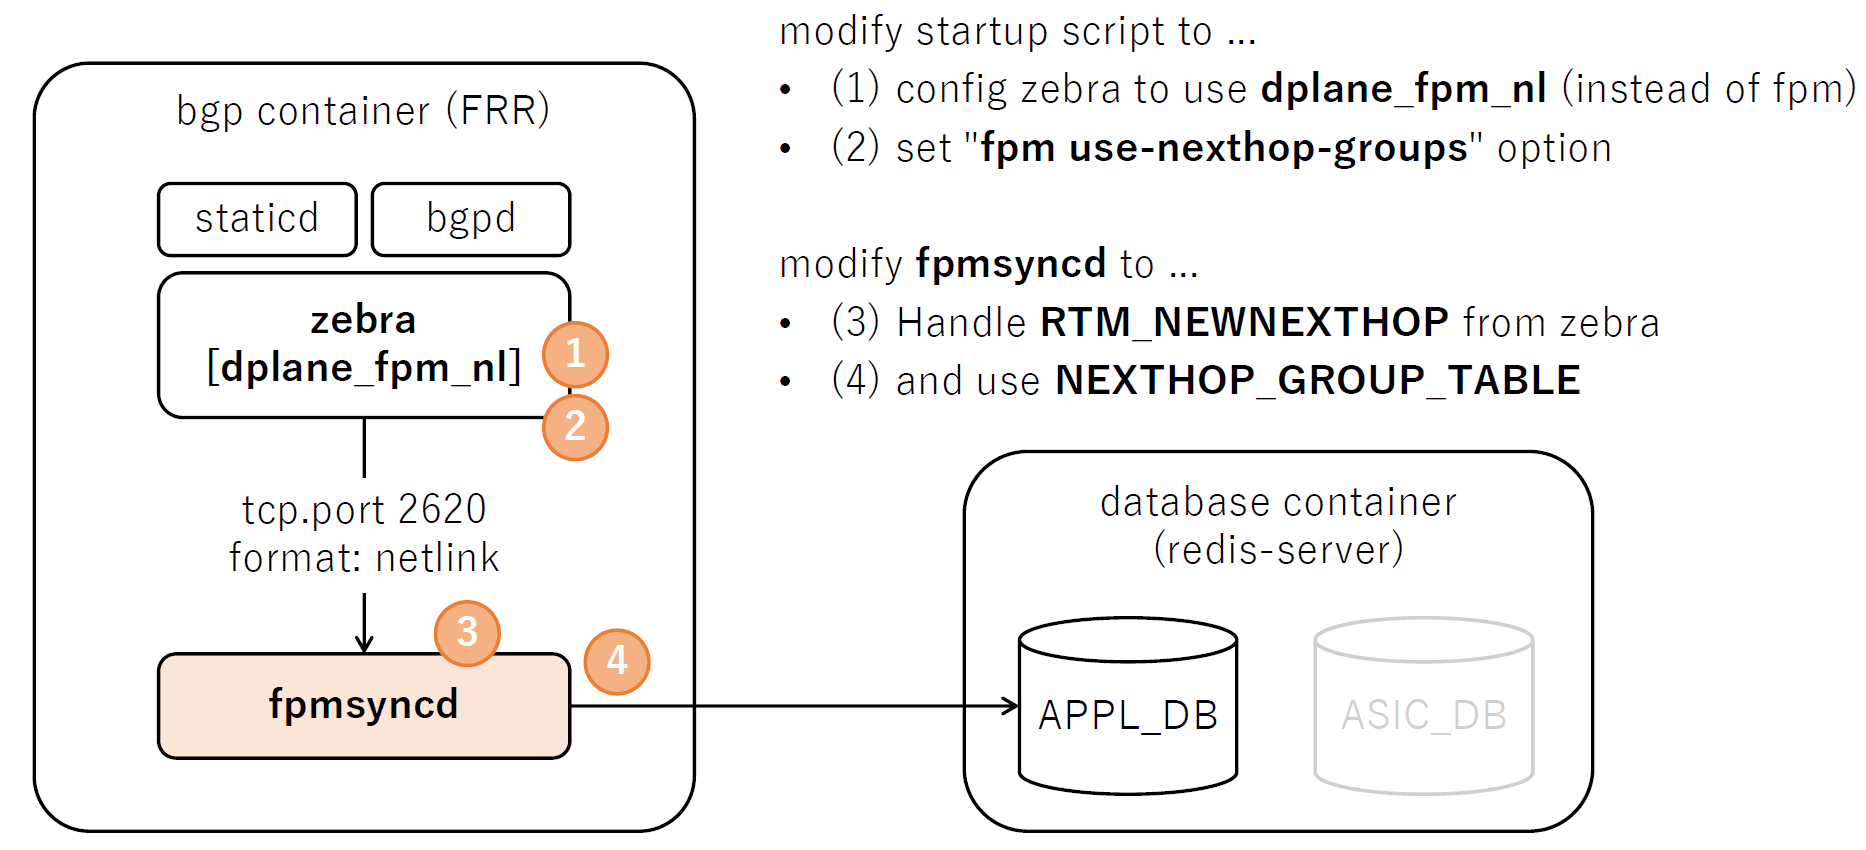 modify startup script to ...
• (1) config zebra to use dplane_fpm_nl (instead of fpm)
• (2) set "fpm use-nexthop-groups" option
modify fpmsyncd to ...
• (3) Handle RTM_NEWNEXTHOP from zebra
• (4) and use NEXTHOP_GROUP_TABLE
bgp container (FRR)
staticd
bgpd
zebra
[dplane_fpm_nl]
1
2
tcp.port 2620
format: netlink
3
4
fpmsyncd
database container
(redis-server)
APPL_DB
ASIC_DB